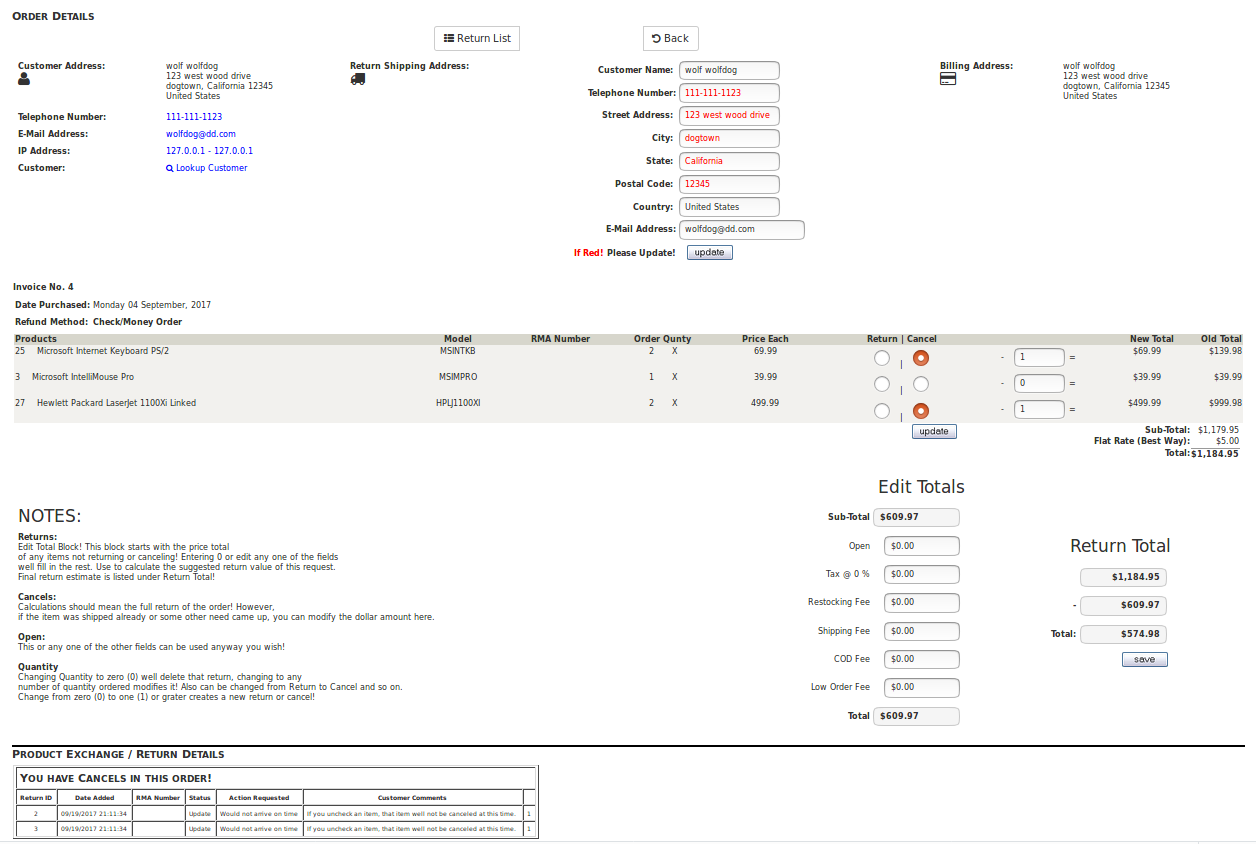 ORDER DETAILS
Return List
Back
Customer Address:
wolf wolfdog
123 west wood drive
dogtown, California 12345
United States
Telephone Number: 111-111-1123
E-Mail Address: wolfdog@dd.com
IP Address: 127.0.0.1 - 127.0.0.1
Customer: Lookup Customer
Return Shipping Address:
Customer Name: wolf wolfdog
Telephone Number: 111-111-1123
Street Address: 123 west wood drive
City: dogtown
State: California
Postal Code: 12345
Country: United States
E-Mail Address: wolfdog@dd.com
If Red! Please Update! update
Billing Address:
wolf wolfdog
123 west wood drive
dogtown, California 12345
United States
Invoice No. 4
Date Purchased: Monday 04 September, 2017
Refund Method: Check/Money Order
Products Model RMA Number Order Qunty Price Each Return | Cancel New Total Old Total
25 Microsoft Internet Keyboard PS/2 MSINTKB 2 X 69.99 | - 1 = $69.99 $139.98
3 Microsoft IntelliMouse Pro MSIMPRO 1 X 39.99 | - 0 = $39.99 $39.99
27 Hewlett Packard LaserJet 1100Xi Linked HPLJ1100XI 2 X 499.99 | - 1 = $499.99 $999.98
update
Sub-Total: $1,179.95
Flat Rate (Best Way): $5.00
Total: $1,184.95
NOTES:
Returns:
Edit Total Block! This block starts with the price total
of any items not returning or canceling! Entering 0 or edit any one of the fields
well fill in the rest. Use to calculate the suggested return value of this request.
Final return estimate is listed under Return Total!
Cancels:
Calculations should mean the full return of the order! However,
if the item was shipped already or some other need came up, you can modify the dollar amount here.
Open:
This or any one of the other fields can be used anyway you wish!
Quantity
Changing Quantity to zero (0) well delete that return, changing to any
number of quantity ordered modifies it! Also can be changed from Return to Cancel and so on.
Change from zero (0) to one (1) or grater creates a new return or cancel!
Edit Totals
Sub-Total $609.97
Open $0.00
Tax @ 0 % $0.00
Restocking Fee $0.00
Shipping Fee $0.00
COD Fee $0.00
Low Order Fee $0.00
Total $609.97
Return Total
$1,184.95
- $609.97
Total: $574.98
save
PRODUCT EXCHANGE / RETURN DETAILS
YOU HAVE CANCELS IN THIS ORDER!
Return ID Date Added RMA Number Status Action Requested Customer Comments
2 09/19/2017 21:11:34 Update Would not arrive on time If you uncheck an item, that item well not be canceled at this time. 1
3 09/19/2017 21:11:34 Update Would not arrive on time If you uncheck an item, that item well not be canceled at this time. 1